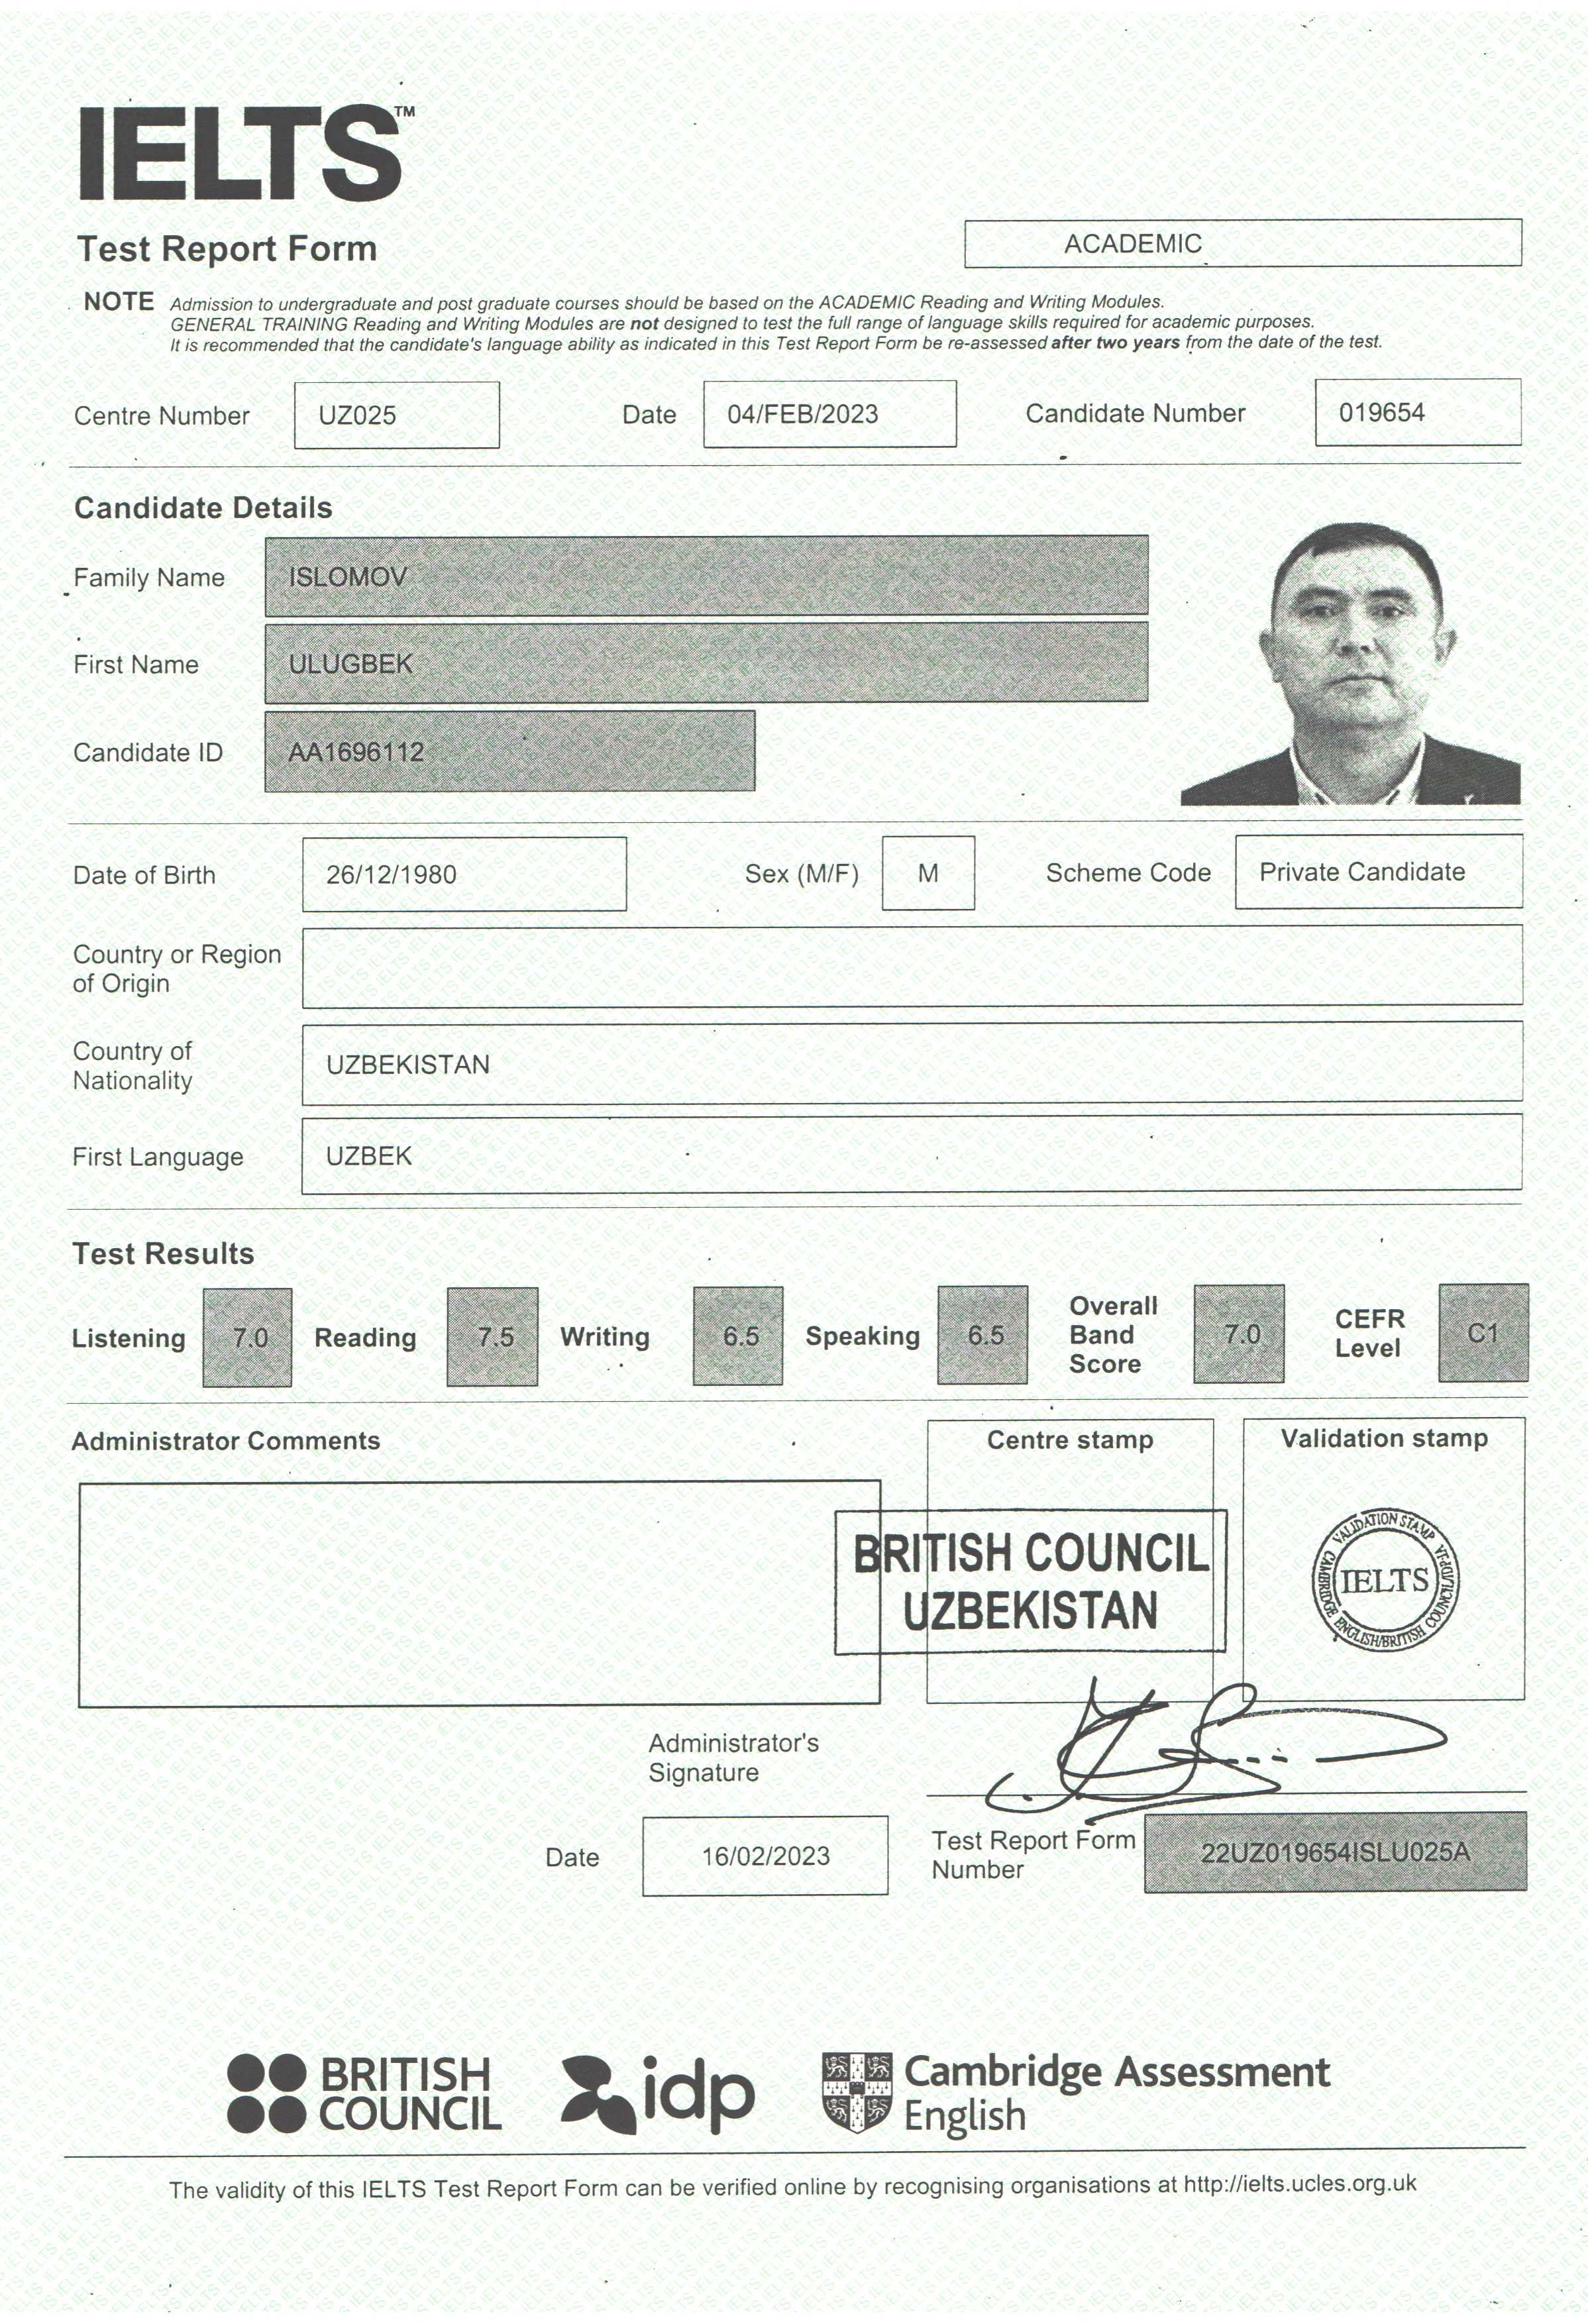 IELTS™
Test Report Form
ACADEMIC
NOTE Admission to undergraduate and post graduate courses should be based on the ACADEMIC Reading and Writing Modules.
GENERAL TRAINING Reading and Writing Modules are not designed to test the full range of language skills required for academic purposes.
It is recommended that the candidate's language ability as indicated in this Test Report Form be re-assessed after two years from the date of the test.
Centre Number UZ025 Date 04/FEB/2023 Candidate Number 019654
Candidate Details
Family Name ISLOMOV
First Name ULUGBEK
Candidate ID AA1696112
Date of Birth 26/12/1980 Sex (M/F) M Scheme Code Private Candidate
Country or Region
of Origin
Country of
Nationality UZBEKISTAN
First Language UZBEK
Test Results
Listening 7.0 Reading 7.5 Writing 6.5 Speaking 6.5 Overall Band Score 7.0 CEFR Level C1
Administrator Comments
Centre stamp
BRITISH COUNCIL
UZBEKISTAN
Validation stamp
VALIDATION STAMP
IELTS
CAMBRIDGE ENGLISH/BRITISH COUNCIL/IDP:IA
Administrator's
Signature
Date 16/02/2023
Test Report Form
Number 22UZ019654ISLU025A
BRITISH
COUNCIL
idp
Cambridge Assessment
English
The validity of this IELTS Test Report Form can be verified online by recognising organisations at http://ielts.ucles.org.uk